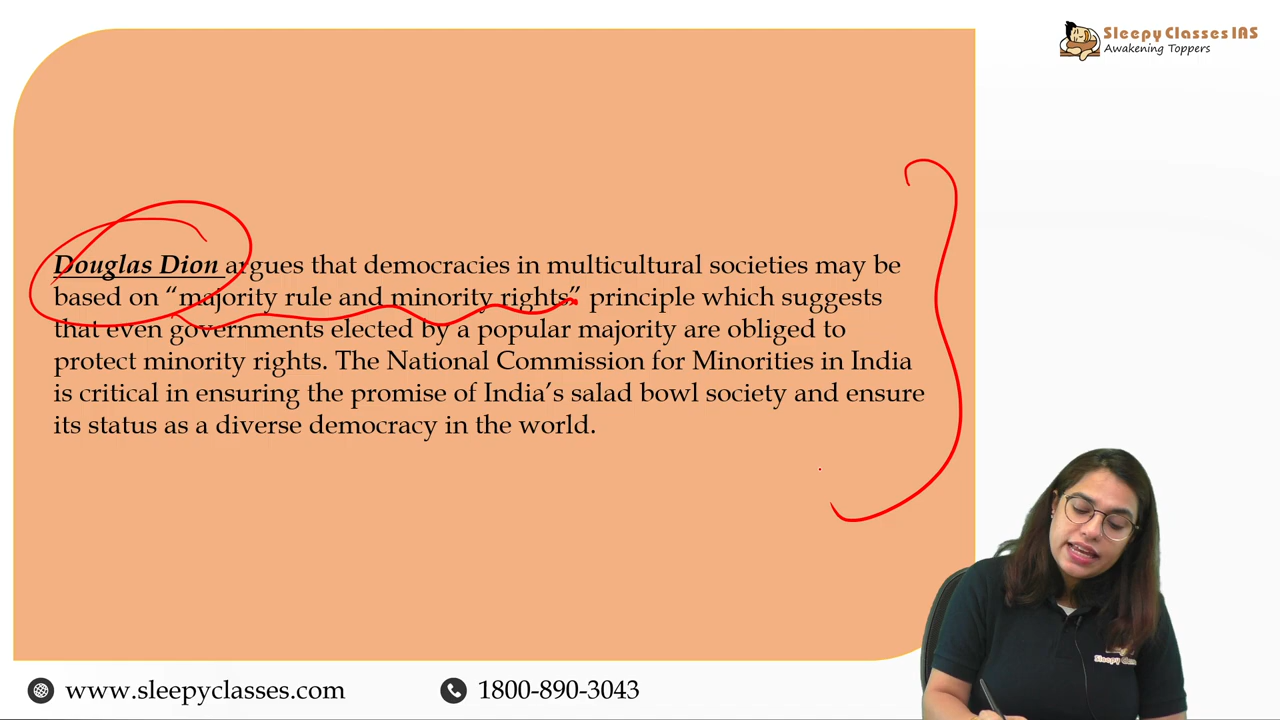 Sleepy Classes IAS
Awakening Toppers
Douglas Dion argues that democracies in multicultural societies may be
based on “majority rule and minority rights” principle which suggests
that even governments elected by a popular majority are obliged to
protect minority rights. The National Commission for Minorities in India
is critical in ensuring the promise of India’s salad bowl society and ensure
its status as a diverse democracy in the world.
www.sleepyclasses.com
1800-890-3043